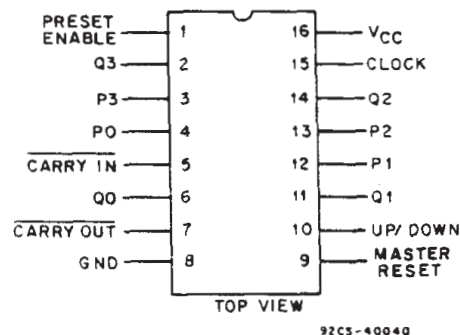 PRESET
ENABLE 1 16 VCC
Q3 2 15 CLOCK
P3 3 14 Q2
P0 4 13 P2
CARRY IN 5 12 P1
Q0 6 11 Q1
CARRY OUT 7 10 UP/DOWN
GND 8 9 MASTER
RESET
TOP VIEW
92CS-40040